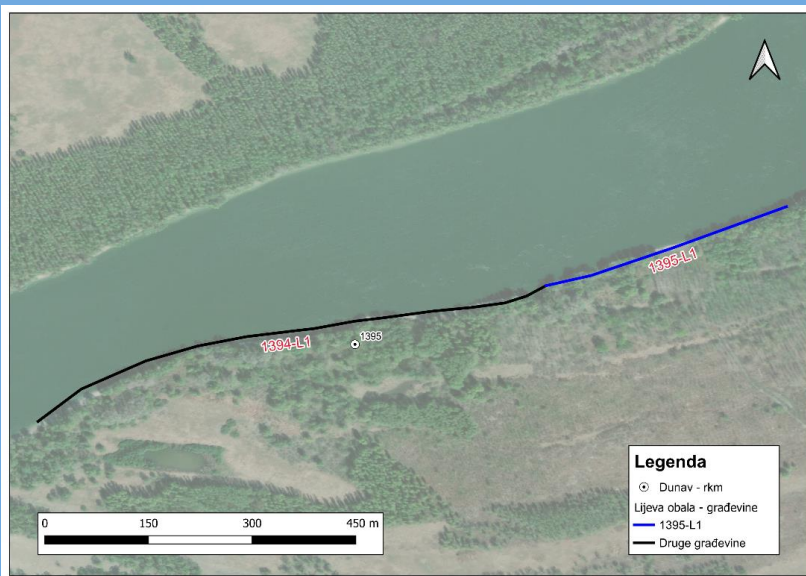 1395-L1
1395
1394-L1
Legenda
Dunav - rkm
Lijeva obala - građevine
1395-L1
Druge građevine
0 150 300 450 m